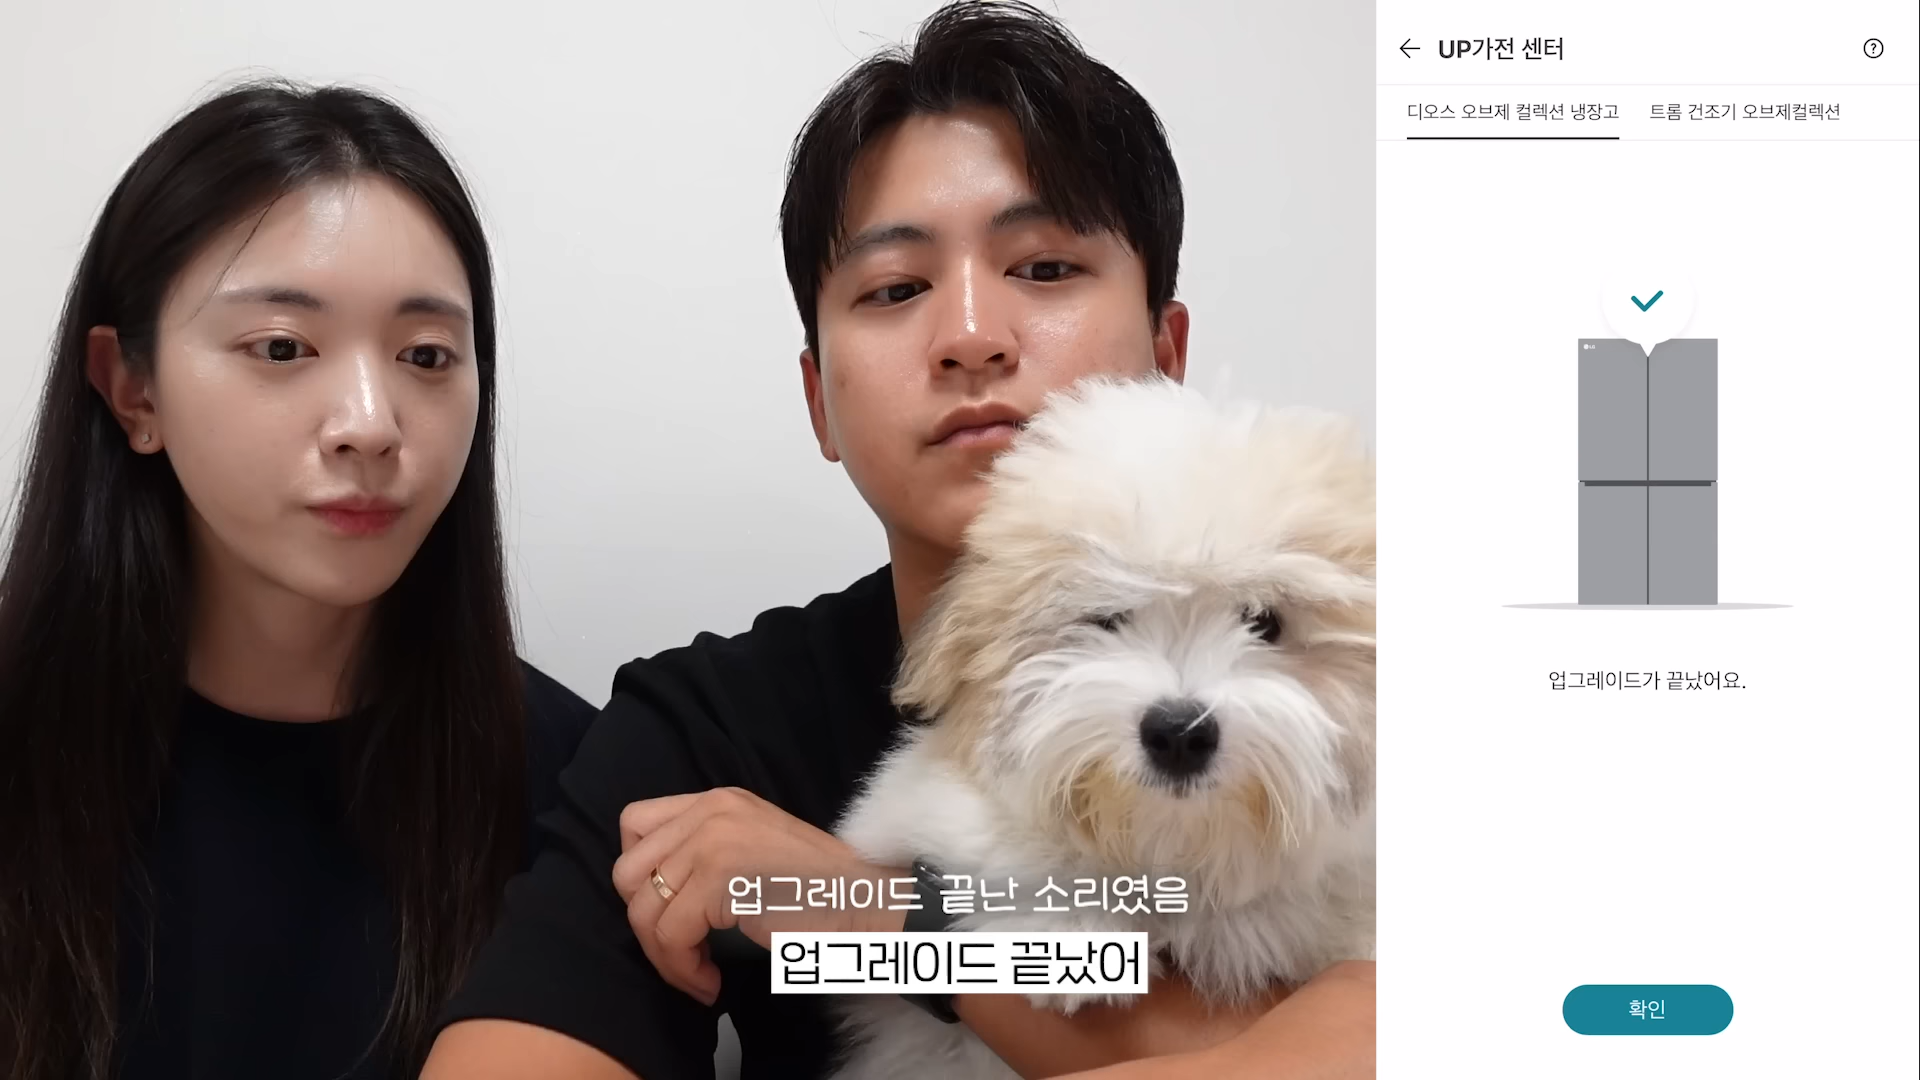 UP가전 센터
디오스 오브제 컬렉션 냉장고
트롬 건조기 오브제컬렉션
LG
업그레이드가 끝났어요.
확인
업그레이드 끝난 소리였음
업그레이드 끝났어